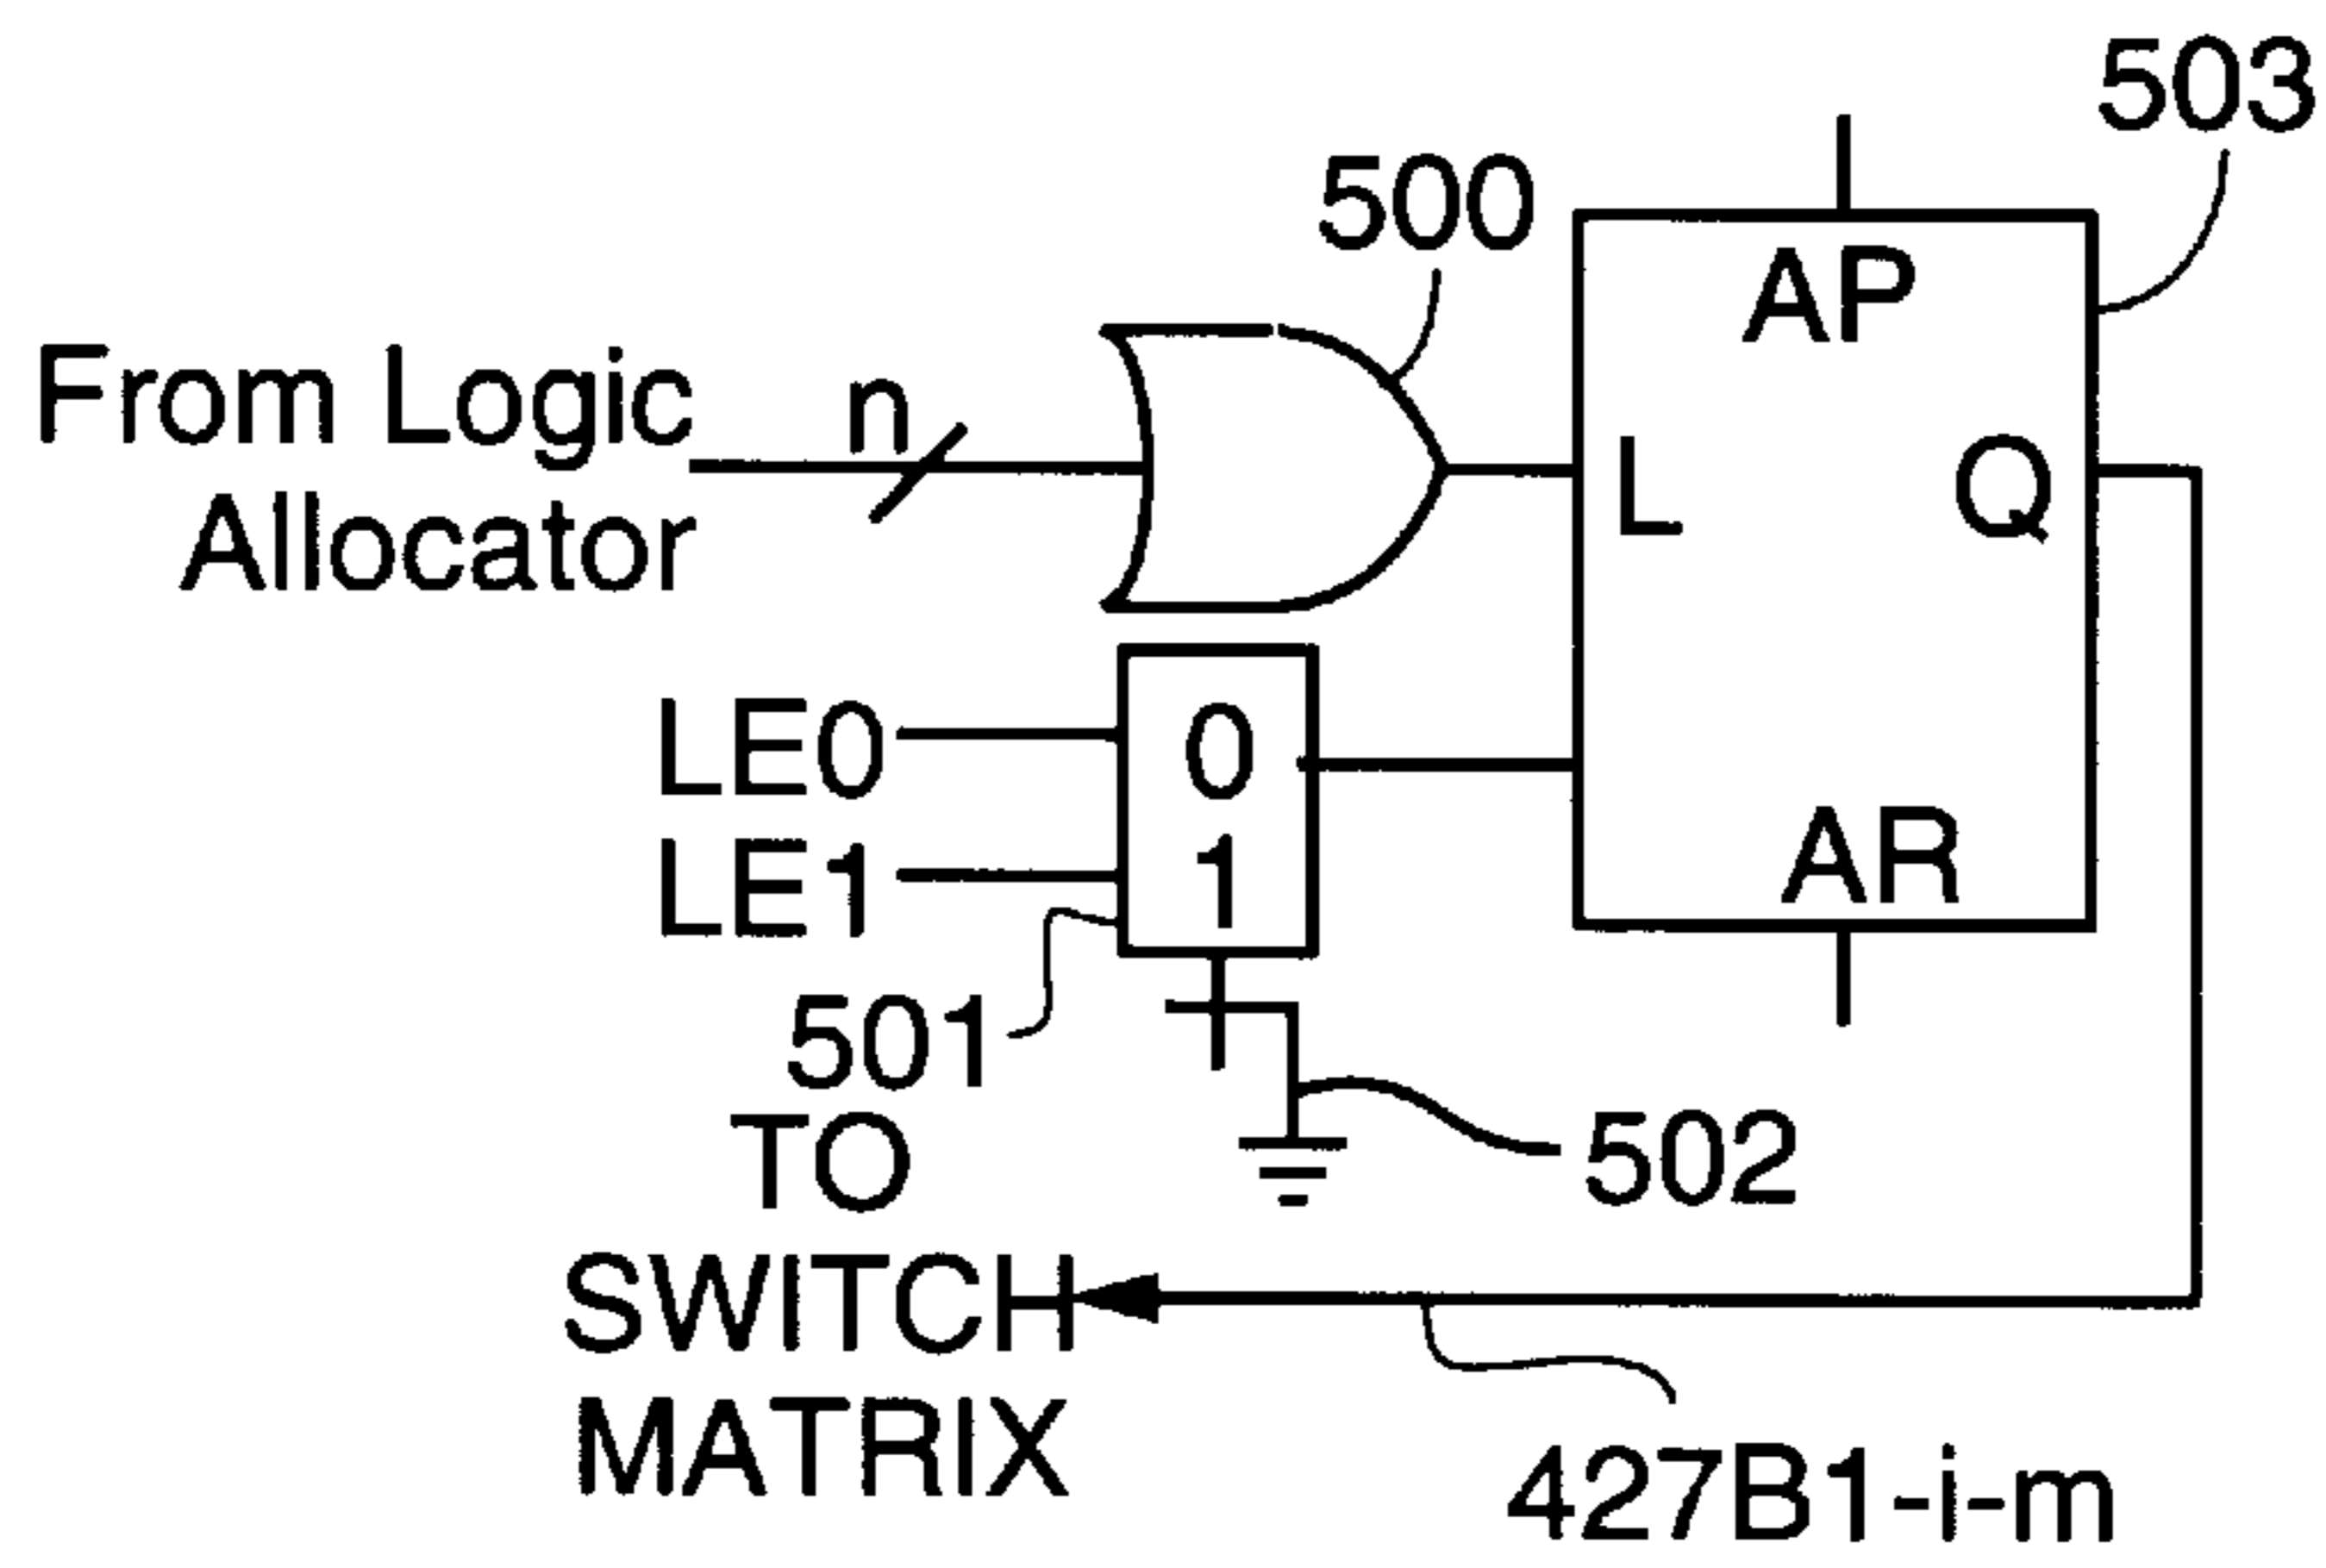 503
500
AP
From Logic
Allocator
n
L
Q
LE0
0
LE1
1
AR
501
502
TO
SWITCH
MATRIX
427B1-i-m